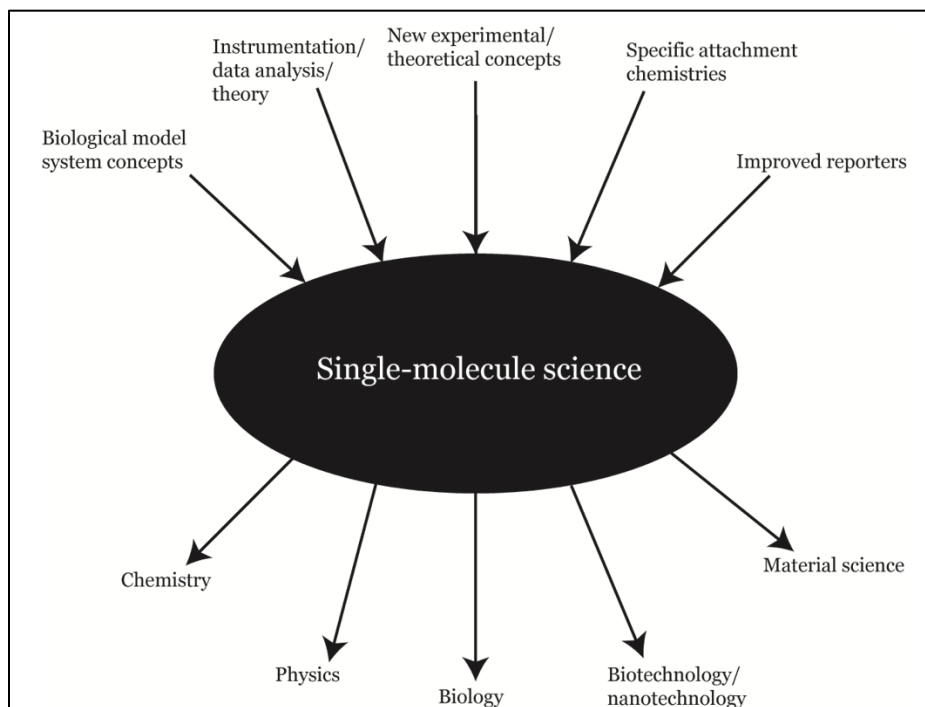 New experimental/
theoretical concepts
Instrumentation/
data analysis/
theory
Specific attachment
chemistries
Biological model
system concepts
Improved reporters
Single-molecule science
Chemistry
Material science
Physics
Biology
Biotechnology/
nanotechnology